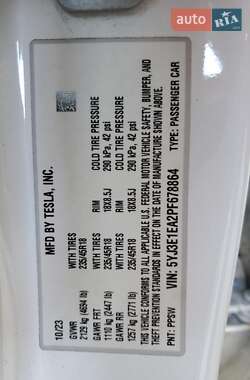 AUTO RIA
MFD BY TESLA, INC.
10/23
GVWR
2129 kg (4694 lb) WITH TIRES RIM COLD TIRE PRESSURE
235/45R18 18X8.5J 290 kPa, 42 psi
GAWR FRT WITH TIRES RIM COLD TIRE PRESSURE
1110 kg (2447 lb) 235/45R18 18X8.5J 290 kPa, 42 psi
GAWR RR
1257 kg (2771 lb)
THIS VEHICLE CONFORMS TO ALL APPLICABLE U.S. FEDERAL MOTOR VEHICLE SAFETY, BUMPER, AND
THEFT PREVENTION STANDARDS IN EFFECT ON THE DATE OF MANUFACTURE SHOWN ABOVE.
VIN: 5YJ3E1EA2PF678864 TYPE: PASSENGER CAR
PNT: PPSW